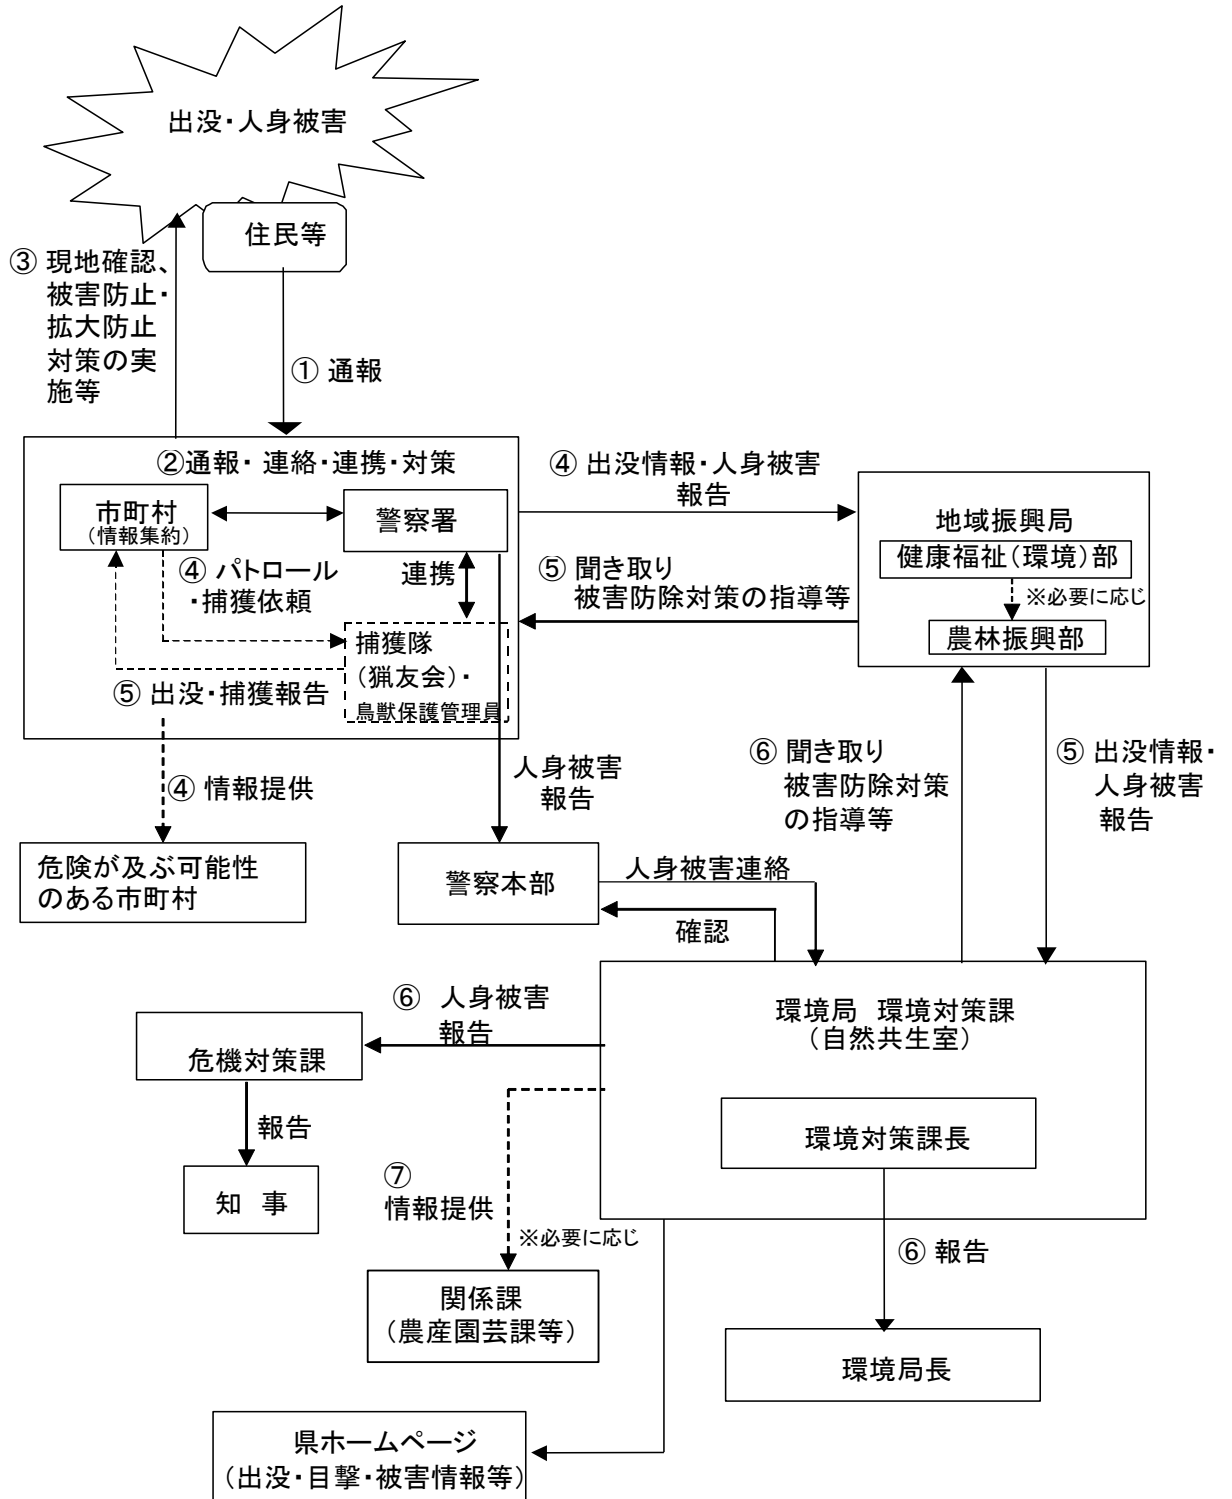 出没・人身被害
住民等
③ 現地確認、
被害防止・
拡大防止
対策の実
施等
① 通報
②通報・ 連絡・連携・対策
市町村
（情報集約）
警察署
④ パトロール
・捕獲依頼
連携
捕獲隊
（猟友会）・
鳥獣保護管理員
⑤ 出没・捕獲報告
④ 出没情報・人身被害
報告
⑤ 聞き取り
被害防除対策の指導等
地域振興局
健康福祉（環境）部
※必要に応じ
農林振興部
④ 情報提供
危険が及ぶ可能性
のある市町村
人身被害
報告
警察本部
人身被害連絡
確認
⑥ 聞き取り
被害防除対策
の指導等
⑤ 出没情報・
人身被害
報告
環境局 環境対策課
（自然共生室）
環境対策課長
⑥ 人身被害
報告
危機対策課
報告
知 事
⑦
情報提供
※必要に応じ
関係課
（農産園芸課等）
⑥ 報告
環境局長
県ホームページ
（出没・目撃・被害情報等）